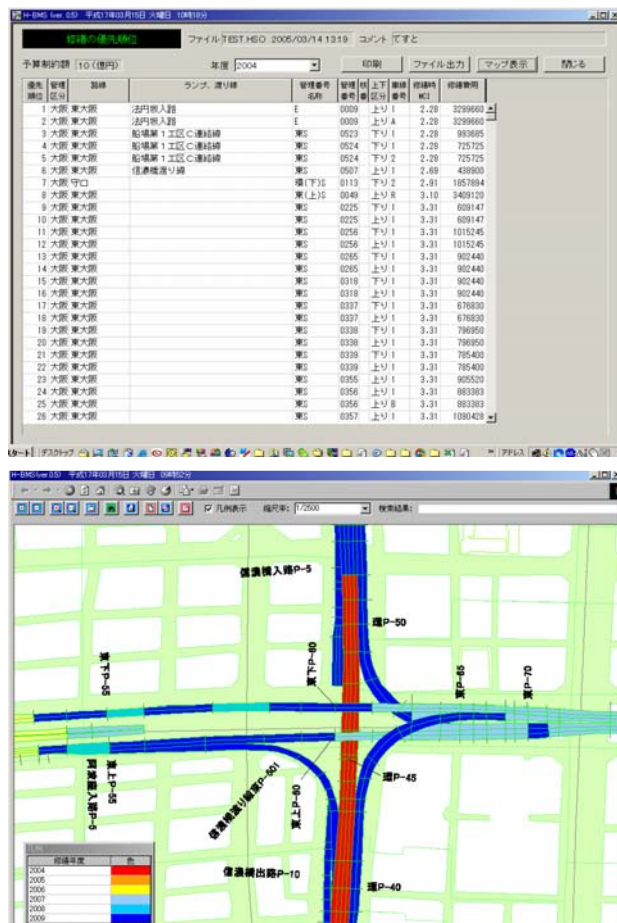 H-BMS (ver.05) 平成17年03月15日 火曜日 10時18分
修繕の優先順位 ファイル TEST.HSO 2005/03/14 13:19 コメント てすと
予算制約額 10 (億円) 年度 2004 印刷 ファイル出力 マップ表示 閉じる
優先順位 管理区分 路線 ランプ、渡り線 管理番号名称 管理番号 枝番 上下区分 車線番号 修繕時MCI 修繕費用
1 大阪 東大阪 法円坂入路 E 0009 上り 1 2.28 3299660
2 大阪 東大阪 法円坂入路 E 0009 上り A 2.28 3299660
3 大阪 東大阪 船場第1工区C連絡線 東S 0523 下り 1 2.28 993685
4 大阪 東大阪 船場第1工区C連絡線 東S 0524 下り 1 2.28 725725
5 大阪 東大阪 船場第1工区C連絡線 東S 0524 下り 2 2.28 725725
6 大阪 東大阪 信濃橋渡り線 東S 0507 上り 1 2.69 438900
7 大阪 守口 環(下)S 0113 下り 2 2.91 1857894
8 大阪 東大阪 東(上)S 0049 上り R 3.10 3409120
9 大阪 東大阪 東S 0225 下り 1 3.31 609147
10 大阪 東大阪 東S 0225 上り 1 3.31 609147
11 大阪 東大阪 東S 0256 下り 1 3.31 1015245
12 大阪 東大阪 東S 0256 上り 1 3.31 1015245
13 大阪 東大阪 東S 0265 下り 1 3.31 902440
14 大阪 東大阪 東S 0265 上り 1 3.31 902440
15 大阪 東大阪 東S 0318 下り 1 3.31 902440
16 大阪 東大阪 東S 0318 上り 1 3.31 902440
17 大阪 東大阪 東S 0337 下り 1 3.31 676830
18 大阪 東大阪 東S 0337 上り 1 3.31 676830
19 大阪 東大阪 東S 0338 下り 1 3.31 796950
20 大阪 東大阪 東S 0338 上り 1 3.31 796950
21 大阪 東大阪 東S 0339 下り 1 3.31 785400
22 大阪 東大阪 東S 0339 上り 1 3.31 785400
23 大阪 東大阪 東S 0355 上り 1 3.31 905520
24 大阪 東大阪 東S 0356 上り 1 3.31 883383
25 大阪 東大阪 東S 0356 上り B 3.31 883383
26 大阪 東大阪 東S 0357 上り 1 3.31 1090428
スタート デスクトップ アドレス
H-BMS(ver.05) 平成17年03月15日 火曜日 09時52分
凡例表示 縮尺率: 1/2500 検索結果:
信濃橋入路P-5
環P-50
東下P-55
東下P-60
東P-65
東P-70
阿波座入路P-5
東上P-55
信濃橋渡り線東P-501
東上P-60
環P-45
信濃橋出路P-10
環P-40
凡例
修繕年度 色
2004
2005
2006
2007
2008
2009